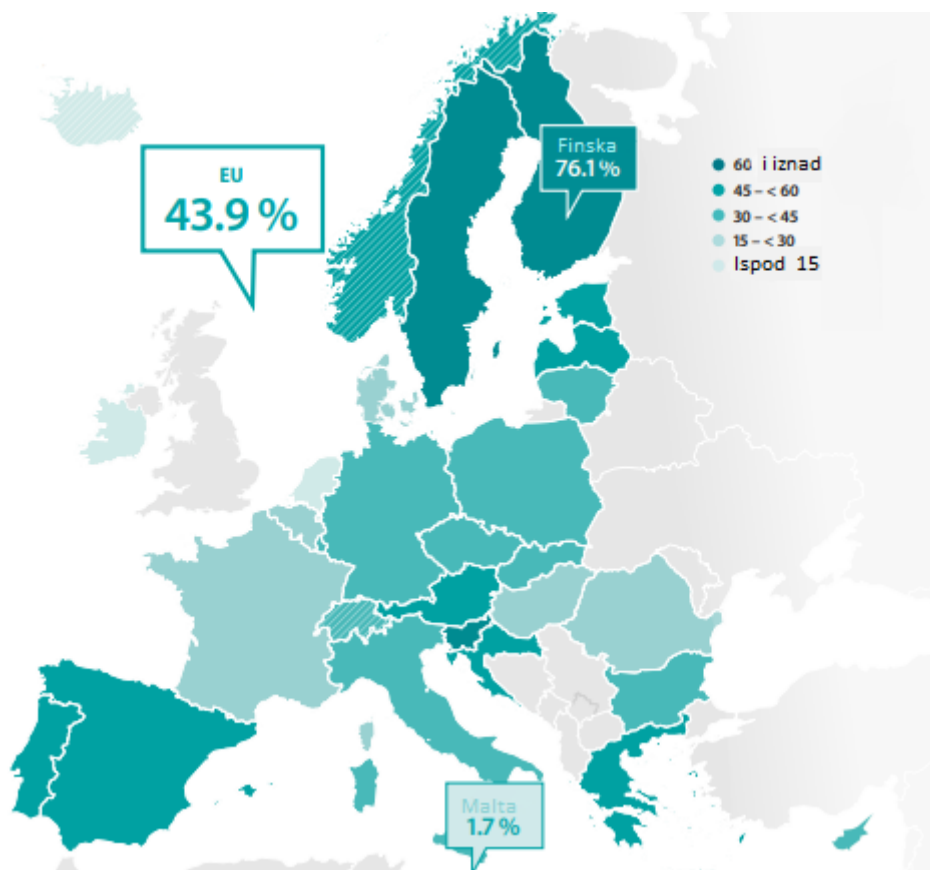 EU
43.9 %
Finska
76.1 %
60 i iznad
45 – < 60
30 – < 45
15 – < 30
Ispod 15
Malta
1.7 %